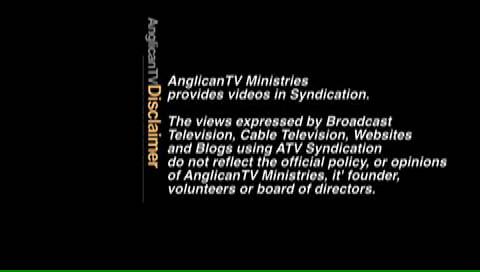 AnglicanTV Disclaimer
AnglicanTV Ministries
provides videos in Syndication.
The views expressed by Broadcast
Television, Cable Television, Websites
and Blogs using ATV Syndication
do not reflect the official policy, or opinions
of AnglicanTV Ministries, it' founder,
volunteers or board of directors.